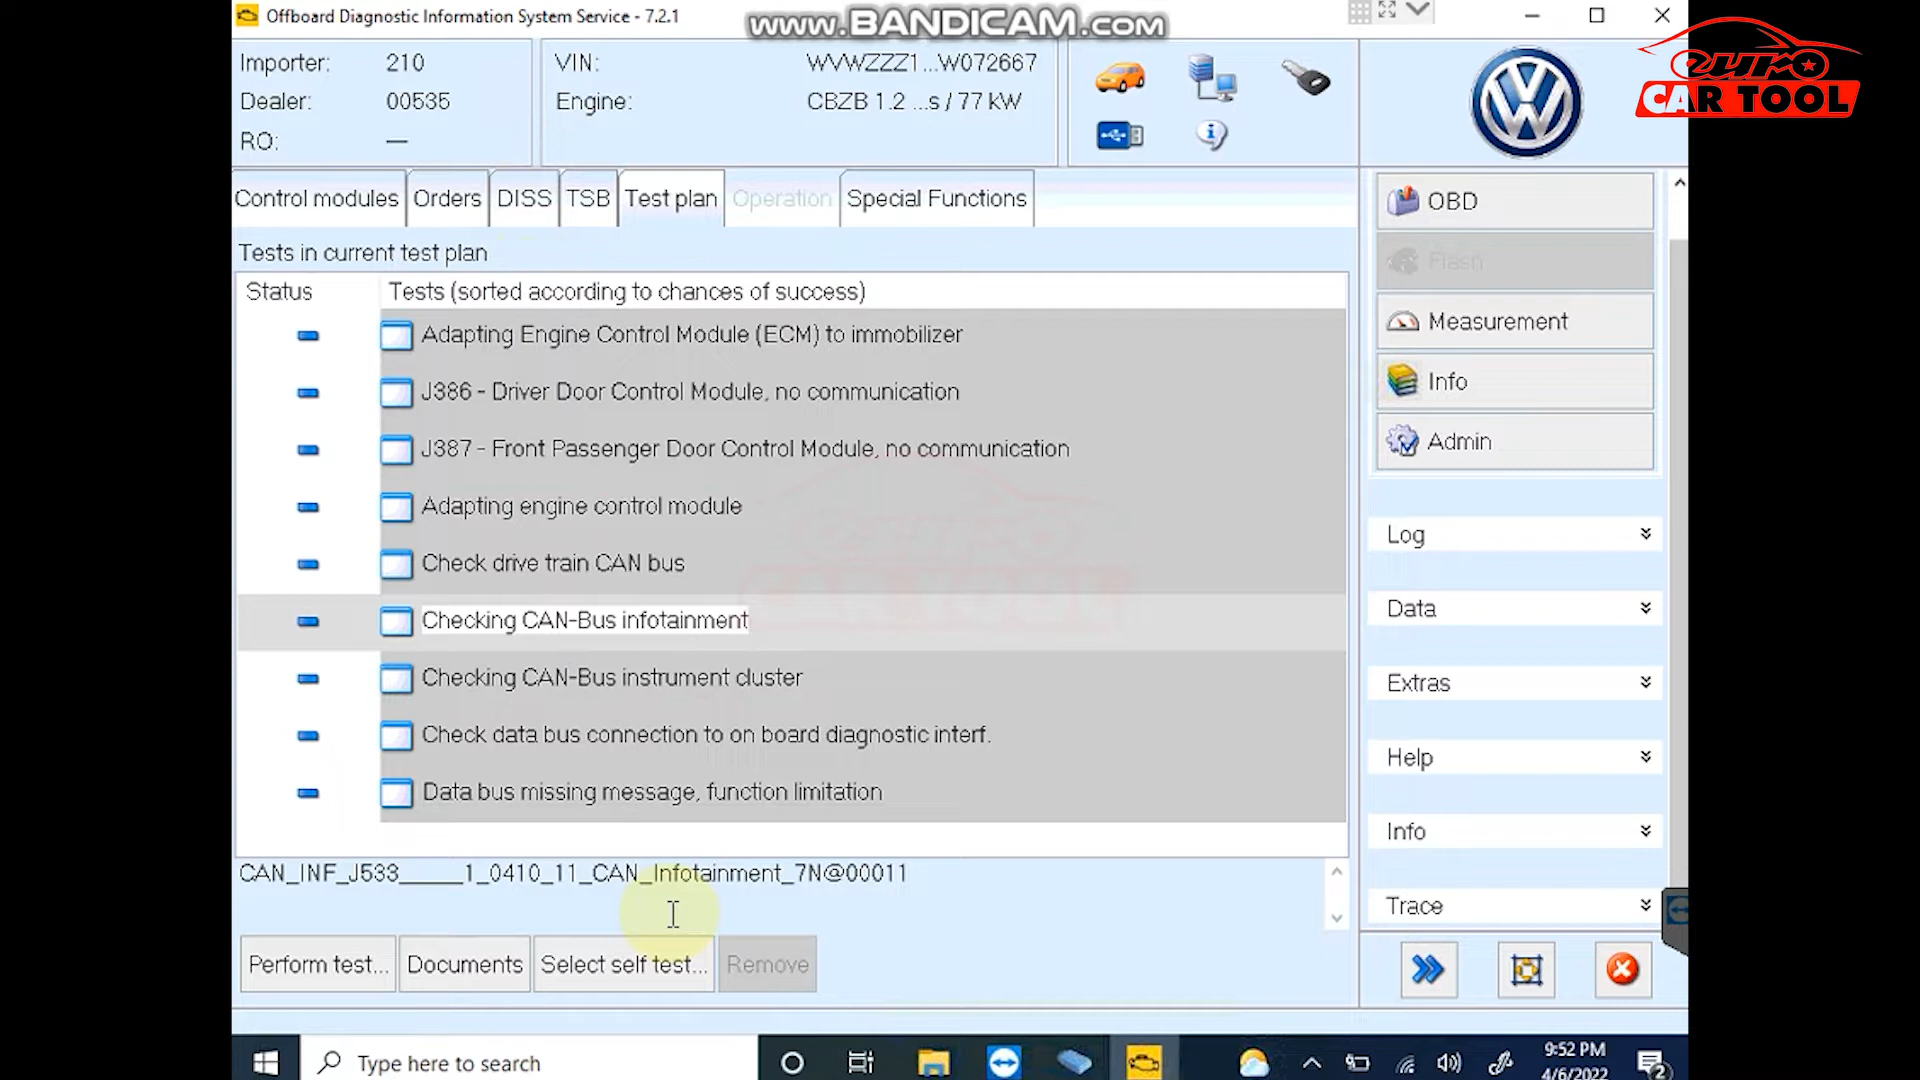 Offboard Diagnostic Information System Service - 7.2.1
www.BANDICAM.com
Importer: 210
Dealer: 00535
RO: —
VIN: WVWZZZ1...W072667
Engine: CBZB 1.2 ...s / 77 kW
euro
CAR TOOL
Control modules
Orders
DISS
TSB
Test plan
Operation
Special Functions
Tests in current test plan
Status
Tests (sorted according to chances of success)
Adapting Engine Control Module (ECM) to immobilizer
J386 - Driver Door Control Module, no communication
J387 - Front Passenger Door Control Module, no communication
Adapting engine control module
Check drive train CAN bus
Checking CAN-Bus infotainment
Checking CAN-Bus instrument cluster
Check data bus connection to on board diagnostic interf.
Data bus missing message, function limitation
euro
CAR TOOL
CAN_INF_J533_____1_0410_11_CAN_Infotainment_7N@00011
Perform test...
Documents
Select self test...
Remove
OBD
Flash
Measurement
Info
Admin
Log
Data
Extras
Help
Info
Trace
Type here to search
9:52 PM
4/6/2022
2